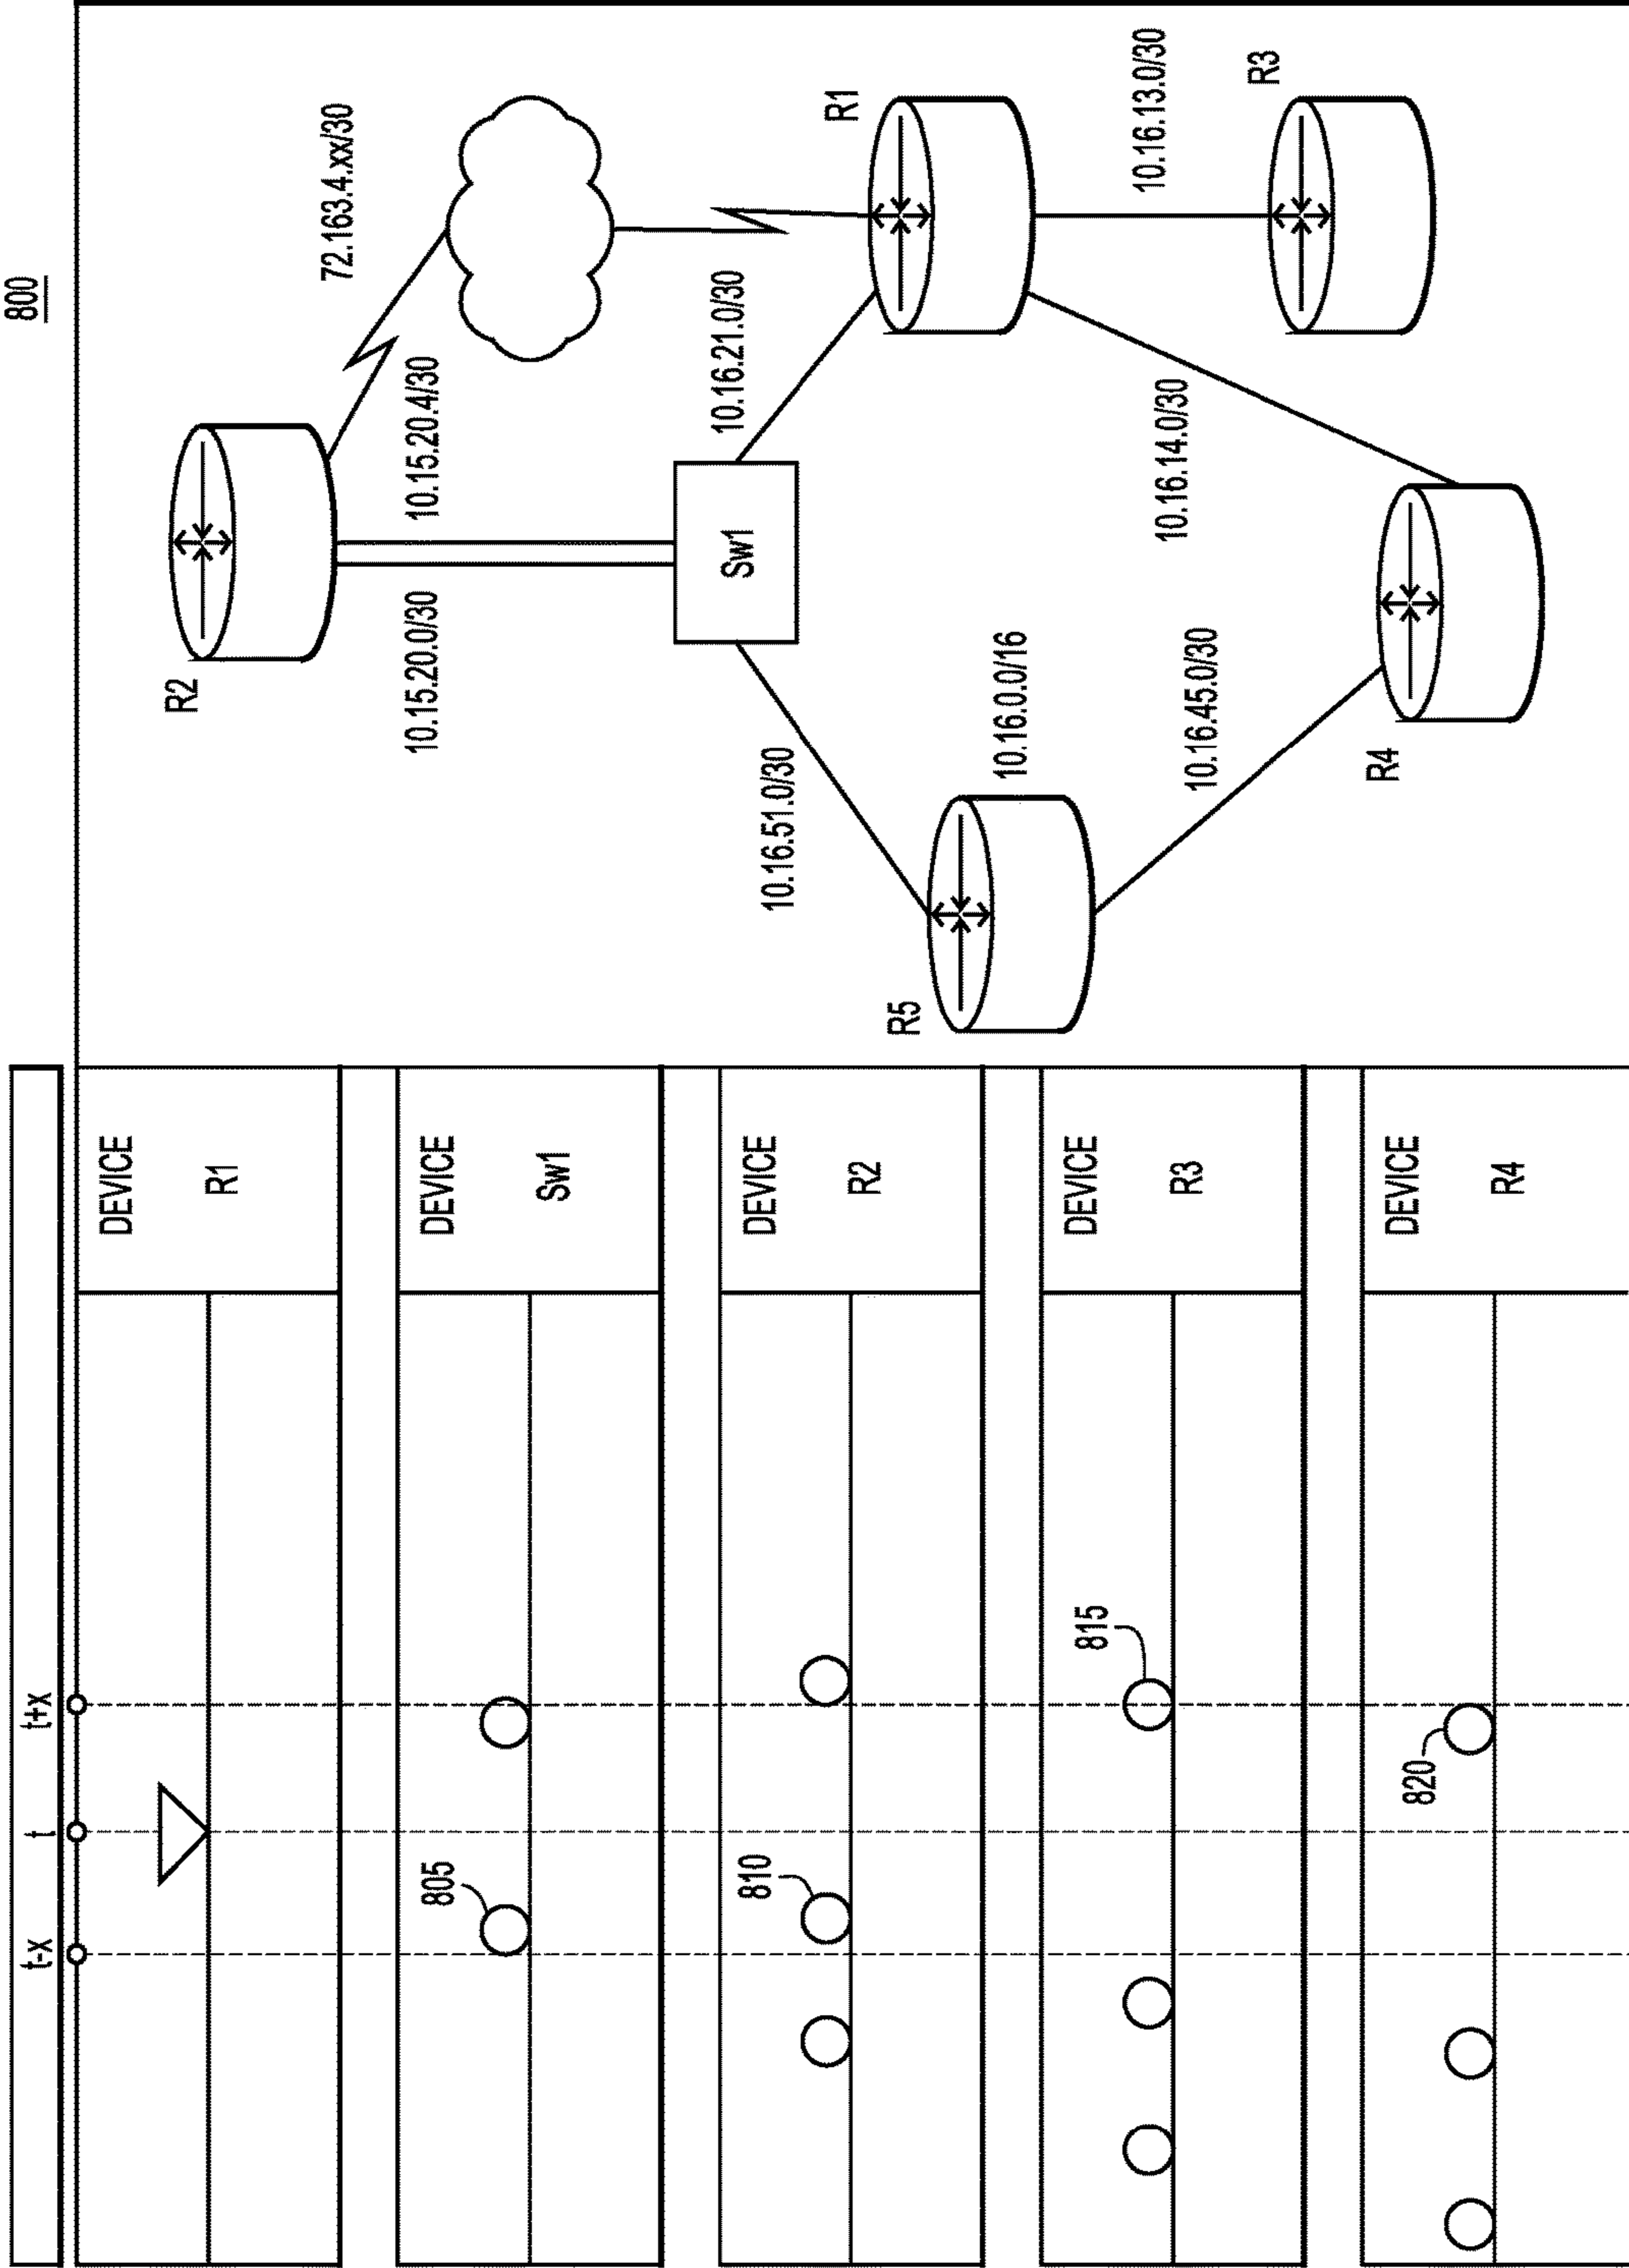 800
t-x
t
t+x
DEVICE
R1
805
DEVICE
Sw1
810
DEVICE
R2
815
DEVICE
R3
820
DEVICE
R4
R2
72.163.4.xx/30
10.15.20.0/30
10.15.20.4/30
Sw1
10.16.21.0/30
R1
10.16.51.0/30
R5
10.16.0.0/16
10.16.14.0/30
10.16.13.0/30
10.16.45.0/30
R3
R4